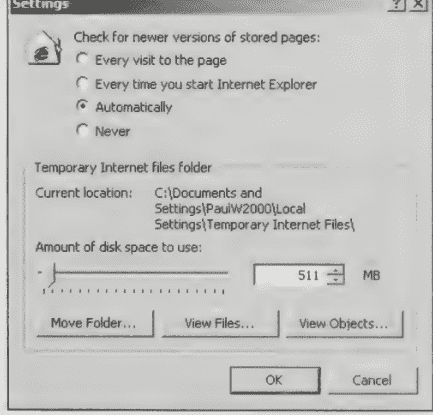 Settings
Check for newer versions of stored pages:
Every visit to the page
Every time you start Internet Explorer
Automatically
Never
Temporary Internet files folder
Current location: C:\Documents and
Settings\PaulW2000\Local
Settings\Temporary Internet Files\
Amount of disk space to use:
511 MB
Move Folder... View Files... View Objects...
OK Cancel